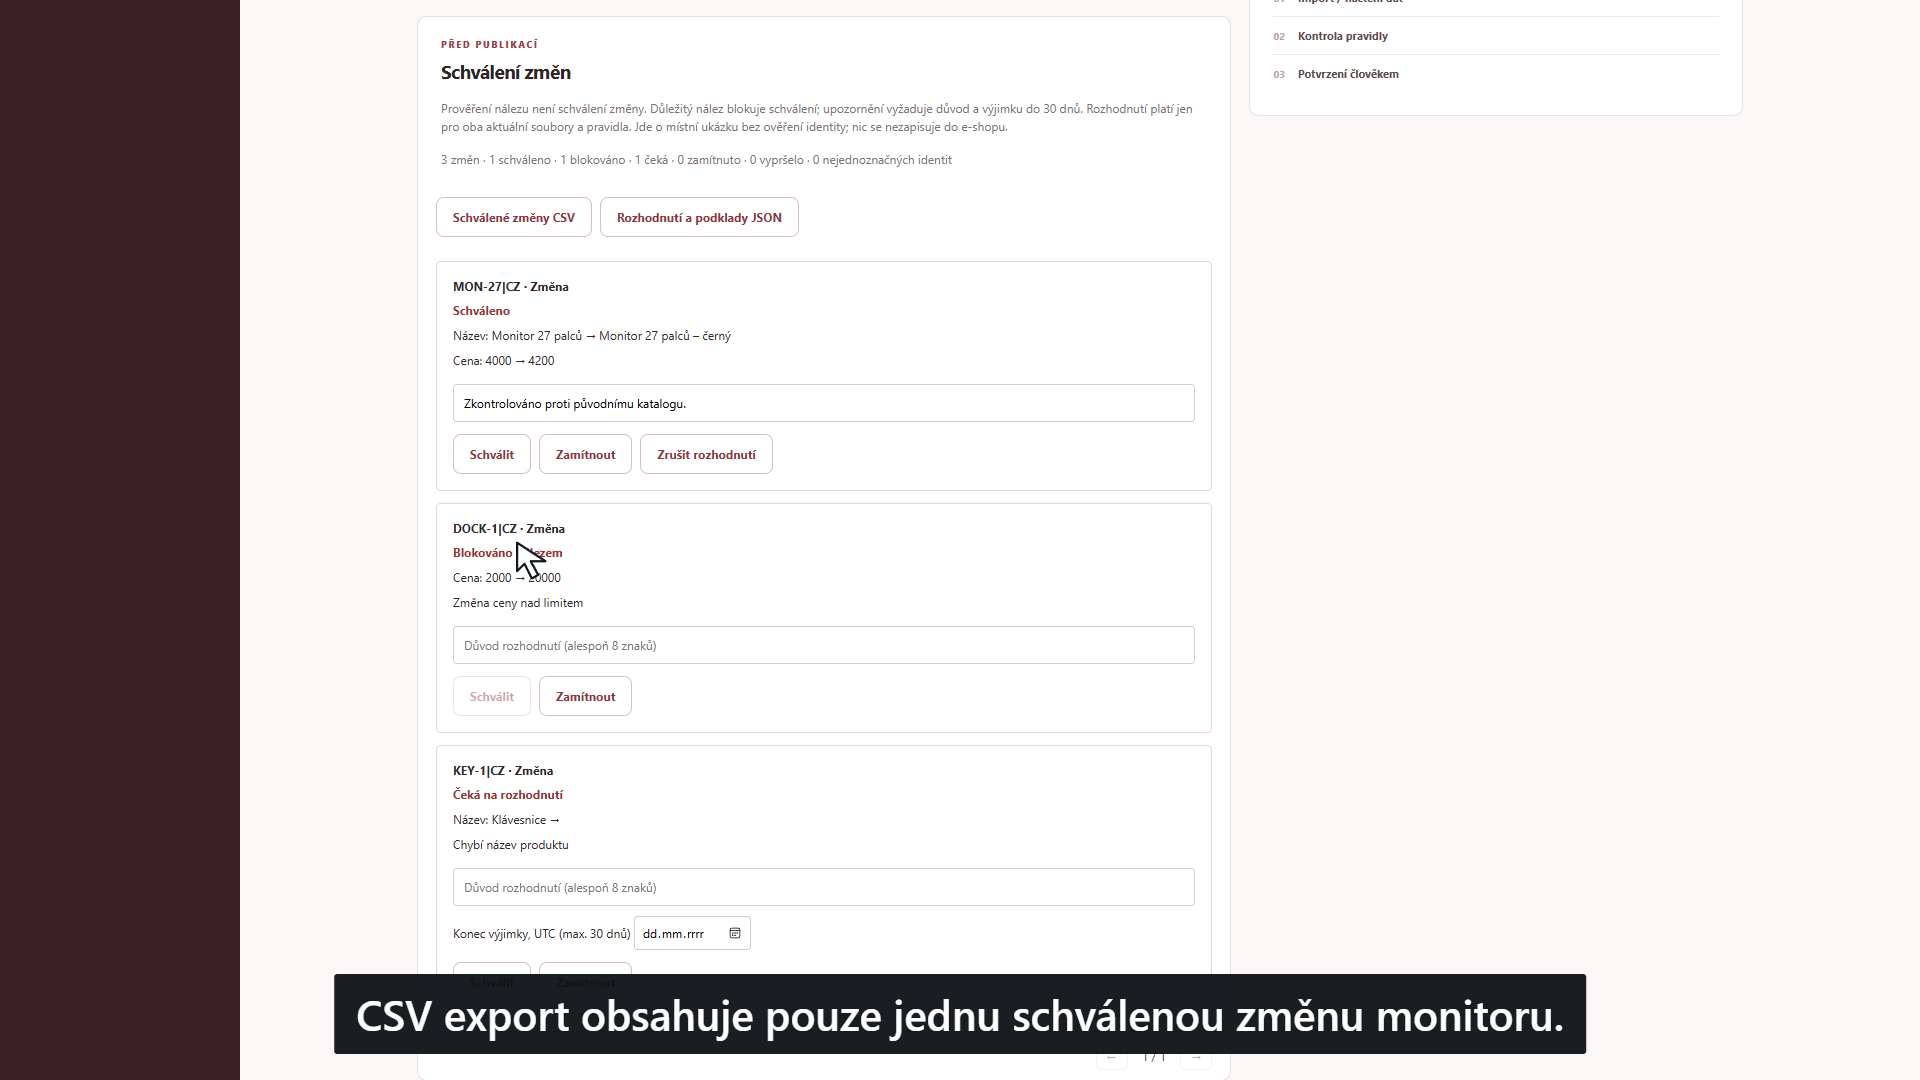 PŘED PUBLIKACÍ
Schválení změn
Prověření nálezu není schválení změny. Důležitý nález blokuje schválení; upozornění vyžaduje důvod a výjimku do 30 dnů. Rozhodnutí platí jen
pro oba aktuální soubory a pravidla. Jde o místní ukázku bez ověření identity; nic se nezapisuje do e-shopu.
3 změn · 1 schváleno · 1 blokováno · 1 čeká · 0 zamítnuto · 0 vypršelo · 0 nejednoznačných identit
Schválené změny CSV
Rozhodnutí a podklady JSON
MON-27|CZ · Změna
Schváleno
Název: Monitor 27 palců → Monitor 27 palců – černý
Cena: 4000 → 4200
Zkontrolováno proti původnímu katalogu.
Schválit
Zamítnout
Zrušit rozhodnutí
DOCK-1|CZ · Změna
Blokováno
Cena: 2000 →
Změna ceny nad limitem
Důvod rozhodnutí (alespoň 8 znaků)
Schválit
Zamítnout
KEY-1|CZ · Změna
Čeká na rozhodnutí
Název: Klávesnice →
Chybí název produktu
Důvod rozhodnutí (alespoň 8 znaků)
Konec výjimky, UTC (max. 30 dnů)
dd.mm.rrrr
Schválit
Zamítnout
← 1 / 1 →
02 Kontrola pravidly
03 Potvrzení člověkem
CSV export obsahuje pouze jednu schválenou změnu monitoru.